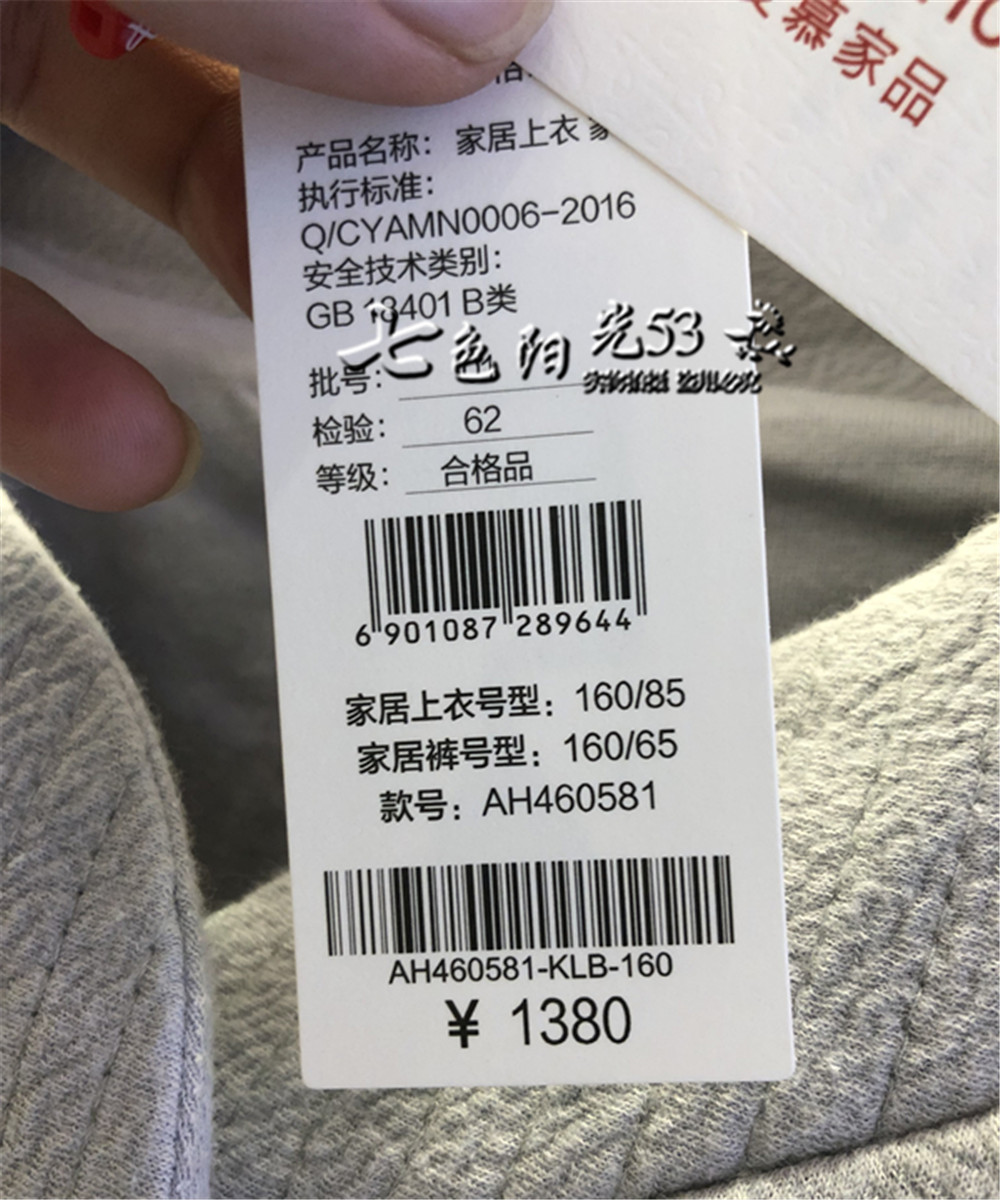 慕家品
产品名称： 家居上衣
执行标准：
Q/CYAMN0006-2016
安全技术类别：
GB 18401 B类
七色阳光53
批号：
检验： 62
等级： 合格品
6 901087 289644
家居上衣号型：160/85
家居裤号型：160/65
款号：AH460581
AH460581-KLB-160
¥ 1380